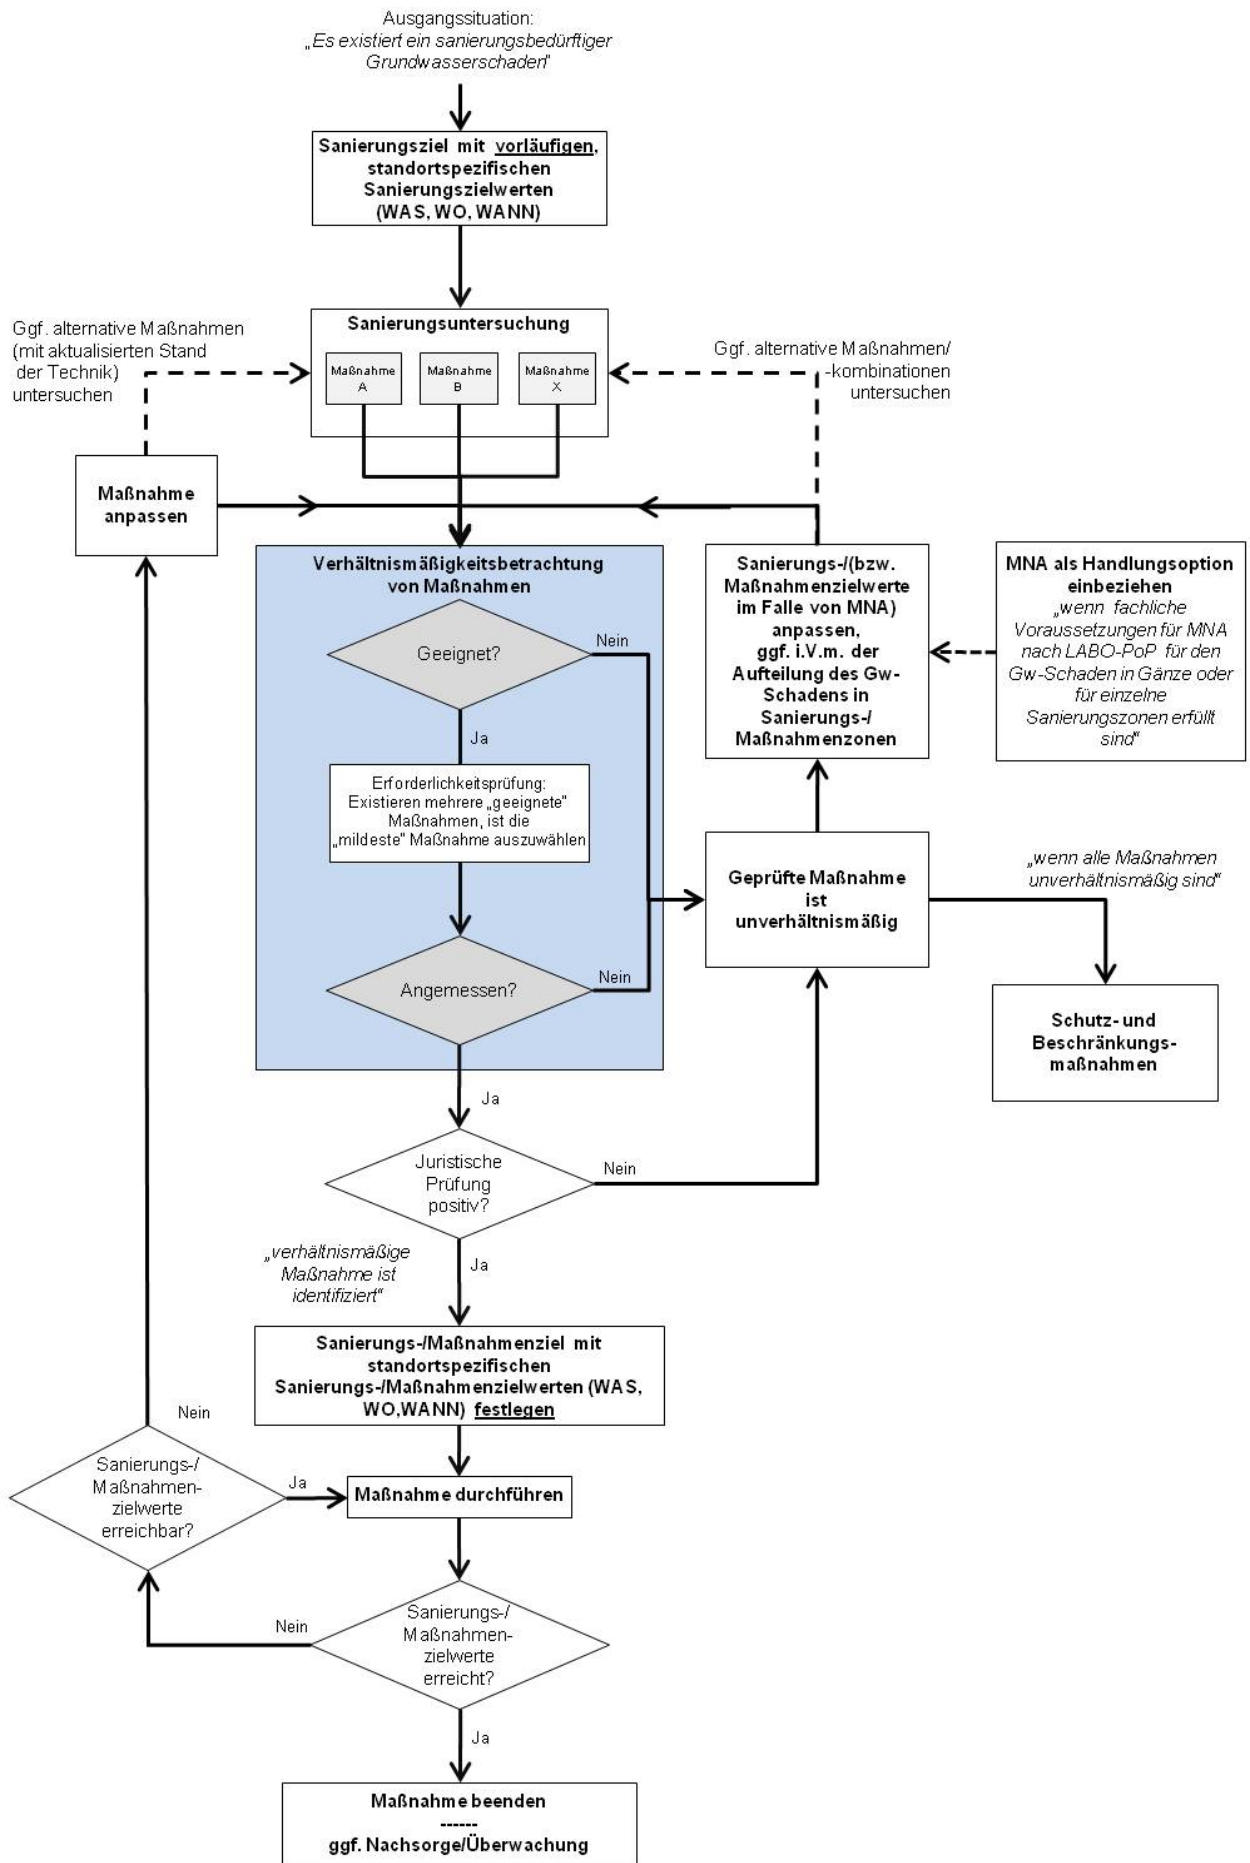 Ausgangssituation:
„Es existiert ein sanierungsbedürftiger
Grundwasserschaden"
Sanierungsziel mit vorläufigen,
standortspezifischen
Sanierungszielwerten
(WAS, WO, WANN)
Ggf. alternative Maßnahmen
(mit aktualisierten Stand
der Technik)
untersuchen
Sanierungsuntersuchung
Maßnahme
A
Maßnahme
B
Maßnahme
X
Ggf. alternative Maßnahmen/
-kombinationen
untersuchen
Maßnahme
anpassen
Verhältnismäßigkeitsbetrachtung
von Maßnahmen
Geeignet?
Nein
Ja
Erforderlichkeitsprüfung:
Existieren mehrere „geeignete"
Maßnahmen, ist die
„mildeste" Maßnahme auszuwählen
Angemessen?
Nein
Ja
Sanierungs-/(bzw.
Maßnahmenzielwerte
im Falle von MNA)
anpassen,
ggf. i.V.m. der
Aufteilung des Gw-
Schadens in
Sanierungs-/
Maßnahmenzonen
MNA als Handlungsoption
einbeziehen
„wenn fachliche
Voraussetzungen für MNA
nach LABO-PoP für den
Gw-Schaden in Gänze oder
für einzelne
Sanierungszonen erfüllt
sind"
Geprüfte Maßnahme
ist
unverhältnismäßig
„wenn alle Maßnahmen
unverhältnismäßig sind"
Schutz- und
Beschränkungs-
maßnahmen
Juristische
Prüfung
positiv?
Nein
Ja
„verhältnismäßige
Maßnahme ist
identifiziert"
Sanierungs-/Maßnahmenziel mit
standortspezifischen
Sanierungs-/Maßnahmenzielwerten (WAS,
WO,WANN) festlegen
Nein
Sanierungs-/
Maßnahmen-
zielwerte
erreichbar?
Ja
Maßnahme durchführen
Nein
Sanierungs-/
Maßnahmen-
zielwerte
erreicht?
Ja
Maßnahme beenden
------
ggf. Nachsorge/Überwachung